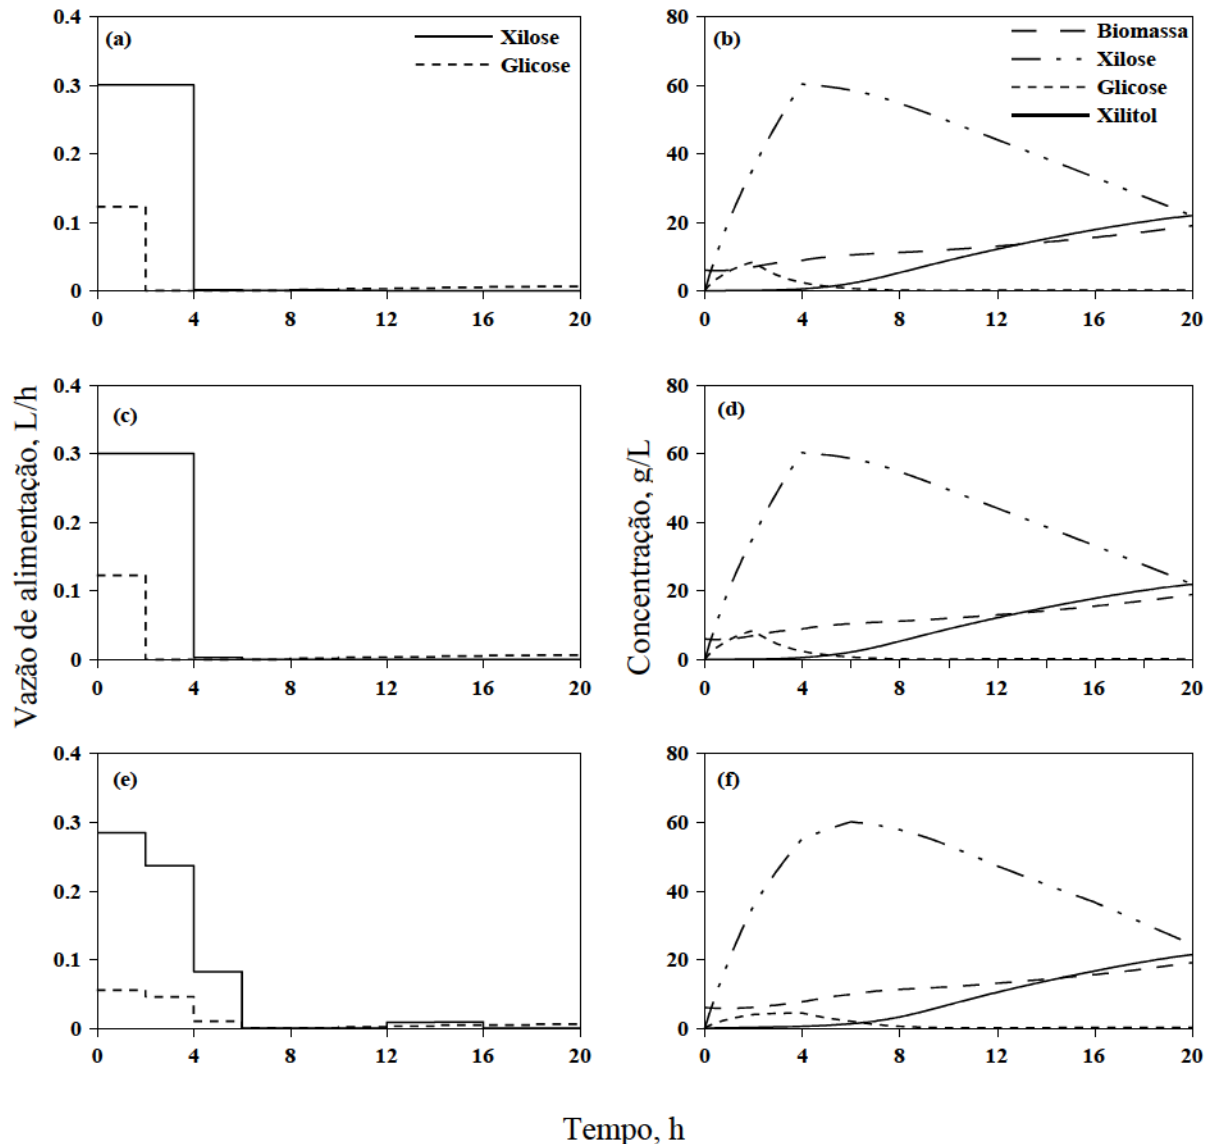 0.4
(a)
Xilose
Glicose
0.3
0.2
0.1
0
0 4 8 12 16 20
80
(b)
Biomassa
Xilose
Glicose
Xilitol
60
40
20
0
0 4 8 12 16 20
Vazão de alimentação, L/h
0.4
(c)
0.3
0.2
0.1
0
0 4 8 12 16 20
Concentração, g/L
80
(d)
60
40
20
0
0 4 8 12 16 20
0.4
(e)
0.3
0.2
0.1
0
0 4 8 12 16 20
80
(f)
60
40
20
0
0 4 8 12 16 20
Tempo, h